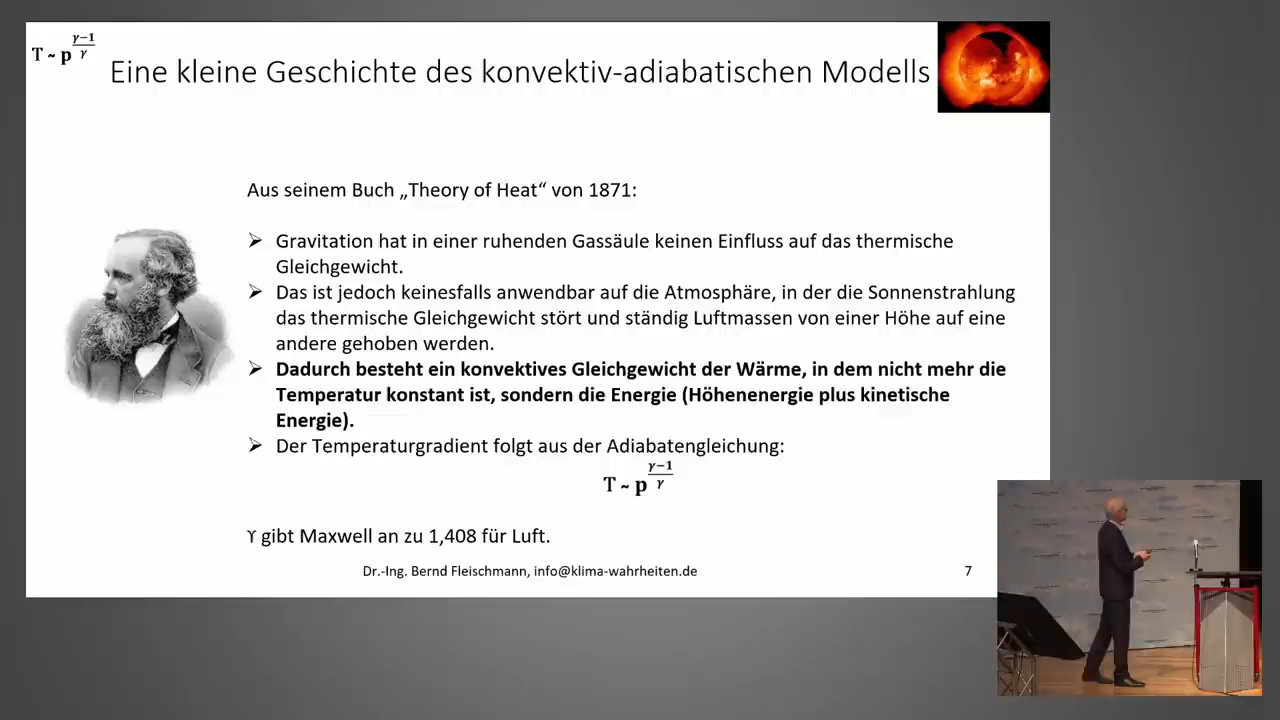 T ~ p^((γ−1)/γ)
Eine kleine Geschichte des konvektiv-adiabatischen Modells
Aus seinem Buch „Theory of Heat“ von 1871:
➢ Gravitation hat in einer ruhenden Gassäule keinen Einfluss auf das thermische
Gleichgewicht.
➢ Das ist jedoch keinesfalls anwendbar auf die Atmosphäre, in der die Sonnenstrahlung
das thermische Gleichgewicht stört und ständig Luftmassen von einer Höhe auf eine
andere gehoben werden.
➢ Dadurch besteht ein konvektives Gleichgewicht der Wärme, in dem nicht mehr die
Temperatur konstant ist, sondern die Energie (Höhenenergie plus kinetische
Energie).
➢ Der Temperaturgradient folgt aus der Adiabatengleichung:
T ~ p^((γ−1)/γ)
ϒ gibt Maxwell an zu 1,408 für Luft.
Dr.-Ing. Bernd Fleischmann, info@klima-wahrheiten.de
7